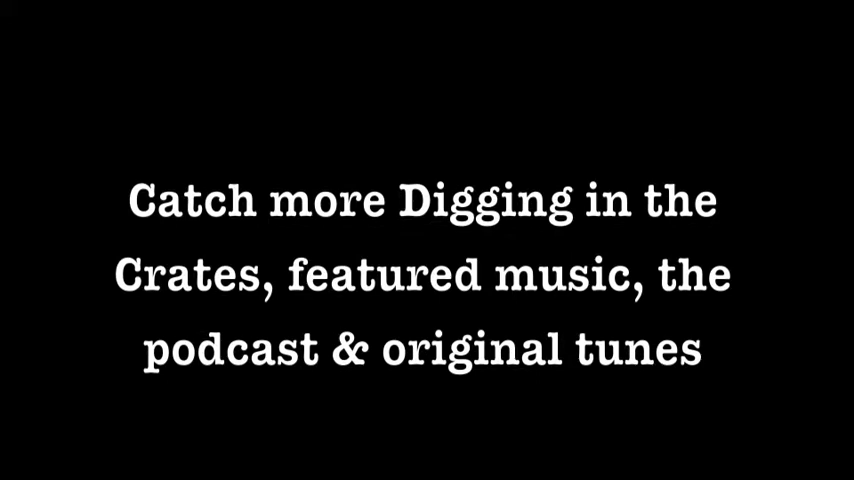 Catch more Digging in the
Crates, featured music, the
podcast & original tunes